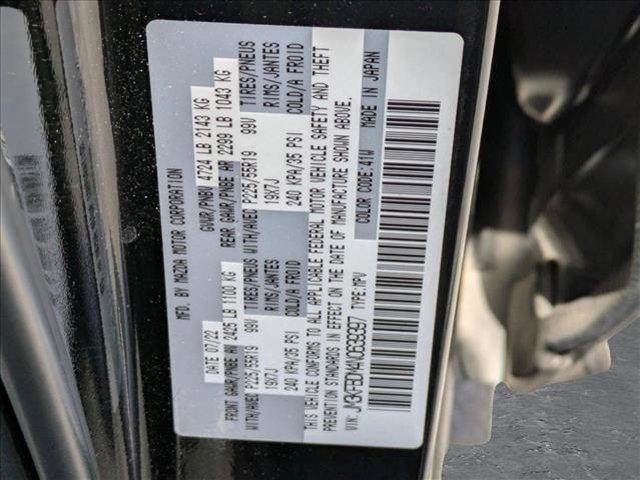 MFD. BY MAZDA MOTOR CORPORATION
DATE 07/22 GVWR/PNBV 4724 LB 2143 KG
FRONT GAWR/PNBE AV 2425 LB 1100 KG REAR GAWR/PNBE AR 2299 LB 1043 KG
WITH/AVEC P225/55R19 99V TIRES/PNEUS WITH/AVEC P225/55R19 99V TIRES/PNEUS
19X7J RIMS/JANTES 19X7J RIMS/JANTES
240 KPA/35 PSI COLD/A FROID 240 KPA/35 PSI COLD/A FROID
THIS VEHICLE CONFORMS TO ALL APPLICABLE FEDERAL MOTOR VEHICLE SAFETY AND THEFT
PREVENTION STANDARDS IN EFFECT ON THE DATE OF MANUFACTURE SHOWN ABOVE.
VIN: TYPE: MPV COLOR CODE: 41W MADE IN JAPAN